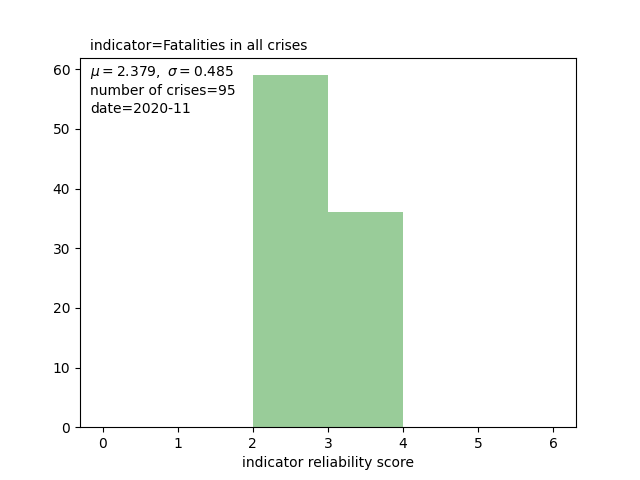 indicator=Fatalities in all crises
μ = 2.379, σ = 0.485
number of crises=95
date=2020-11
60
50
40
30
20
10
0
0 1 2 3 4 5 6
indicator reliability score